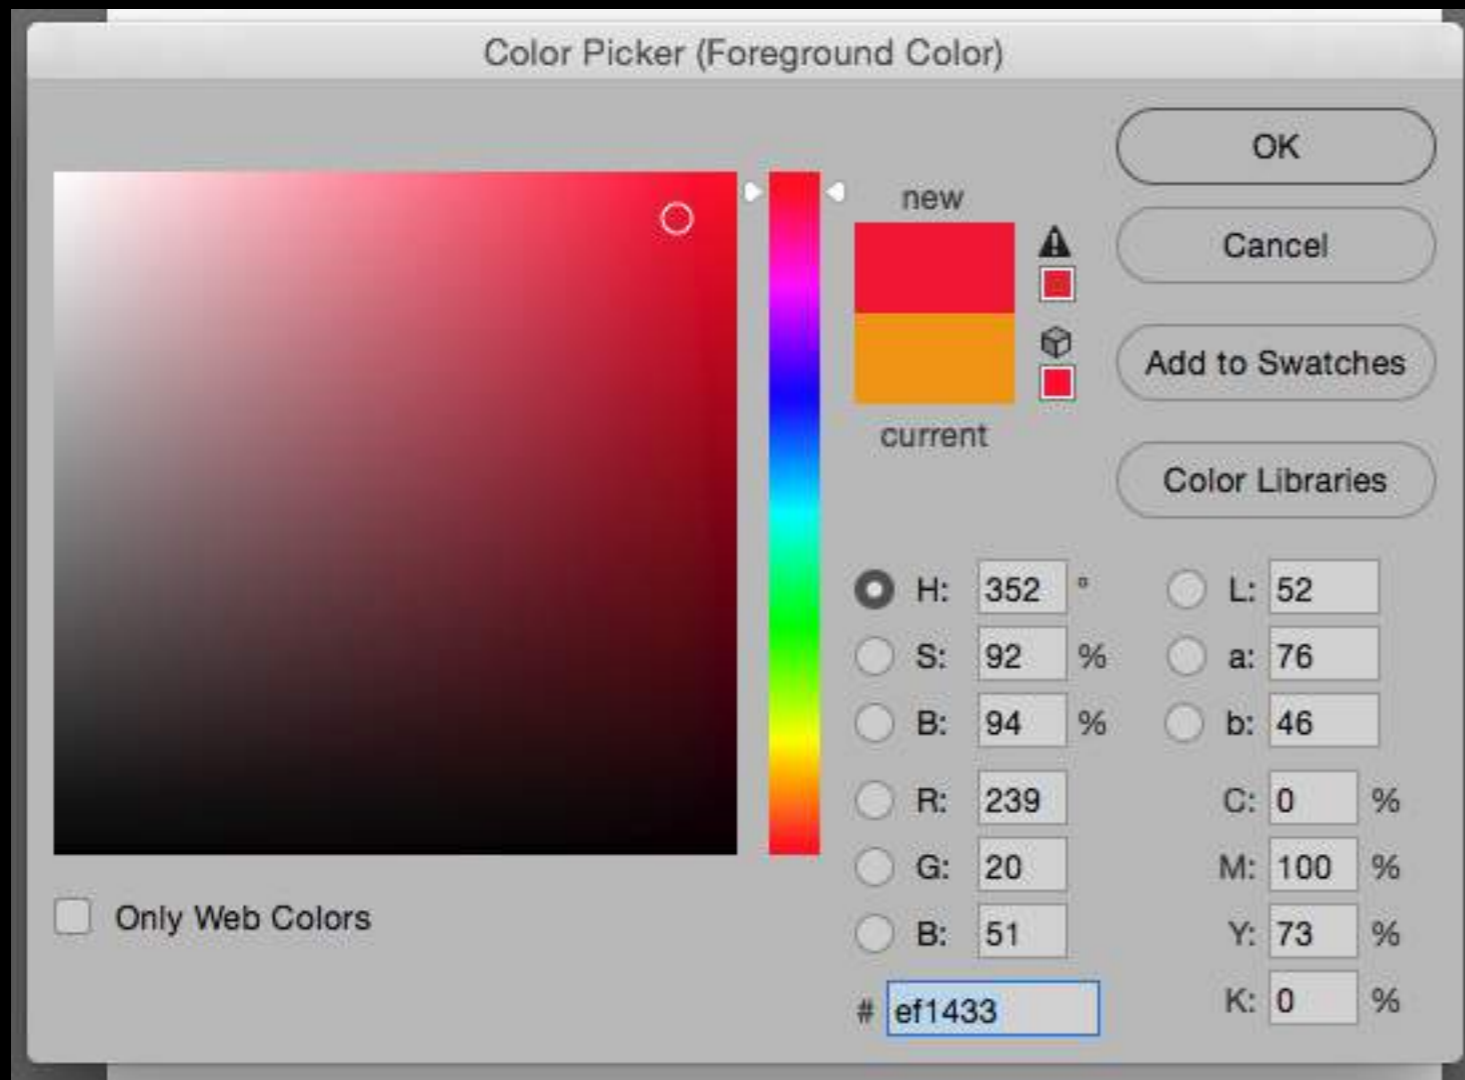 Color Picker (Foreground Color)
OK
new
Cancel
Add to Swatches
current
Color Libraries
H: 352 °
L: 52
S: 92 %
a: 76
B: 94 %
b: 46
R: 239
C: 0 %
G: 20
M: 100 %
B: 51
Y: 73 %
# ef1433
K: 0 %
Only Web Colors